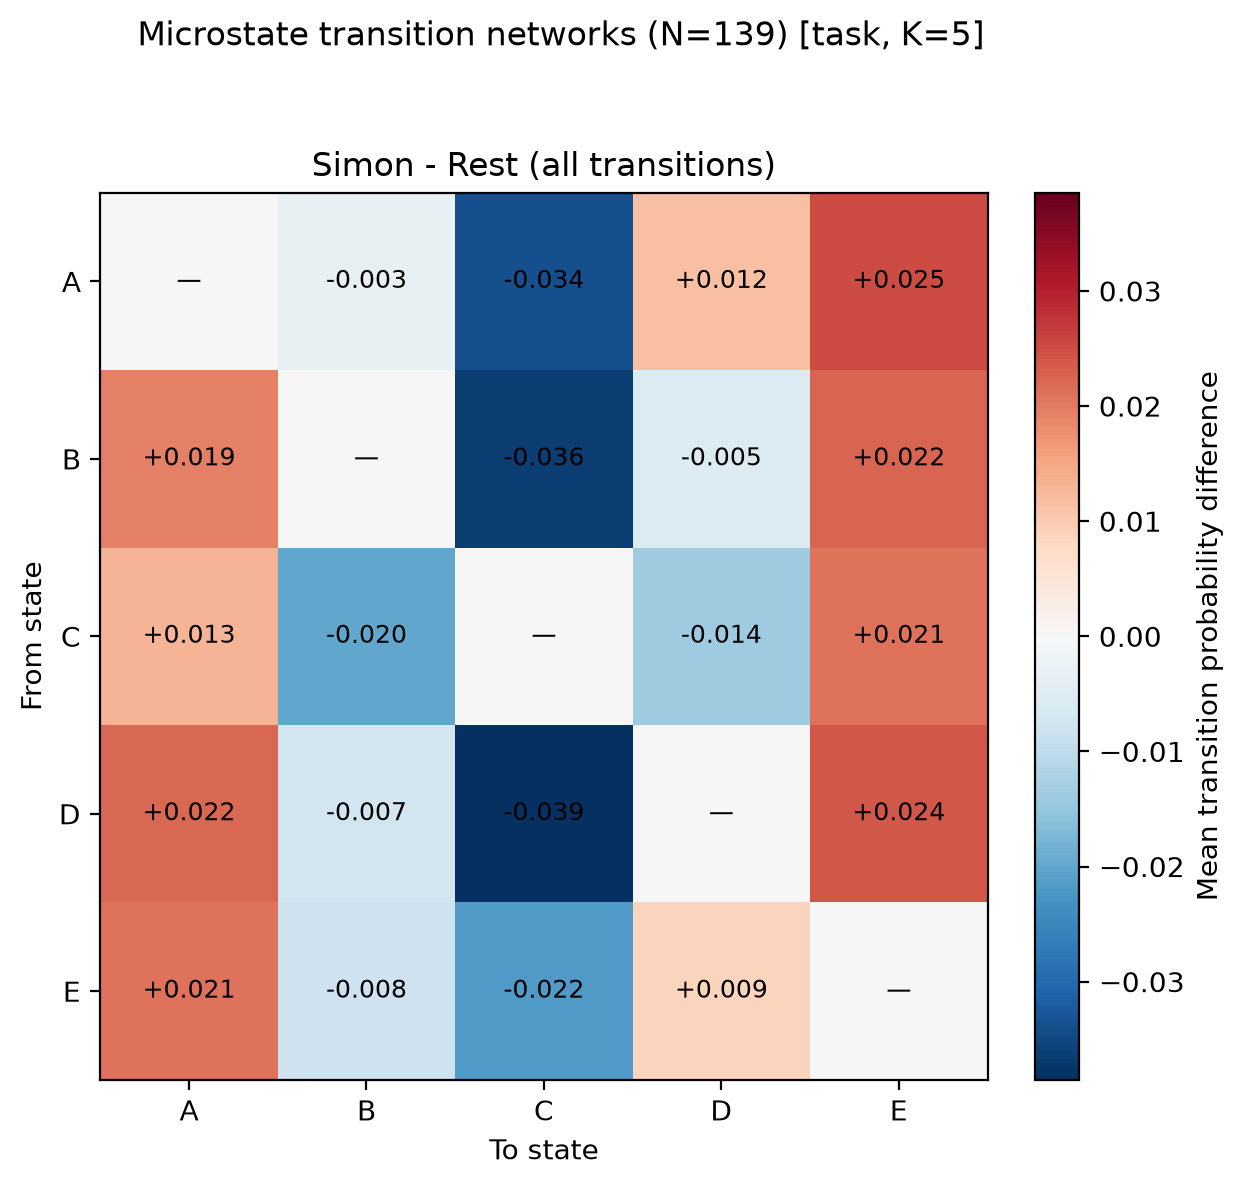 Microstate transition networks (N=139) [task, K=5]
Simon - Rest (all transitions)
A — -0.003 -0.034 +0.012 +0.025
B +0.019 — -0.036 -0.005 +0.022
C +0.013 -0.020 — -0.014 +0.021
D +0.022 -0.007 -0.039 — +0.024
E +0.021 -0.008 -0.022 +0.009 —
A B C D E
To state
From state
0.03
0.02
0.01
0.00
−0.01
−0.02
−0.03
Mean transition probability difference